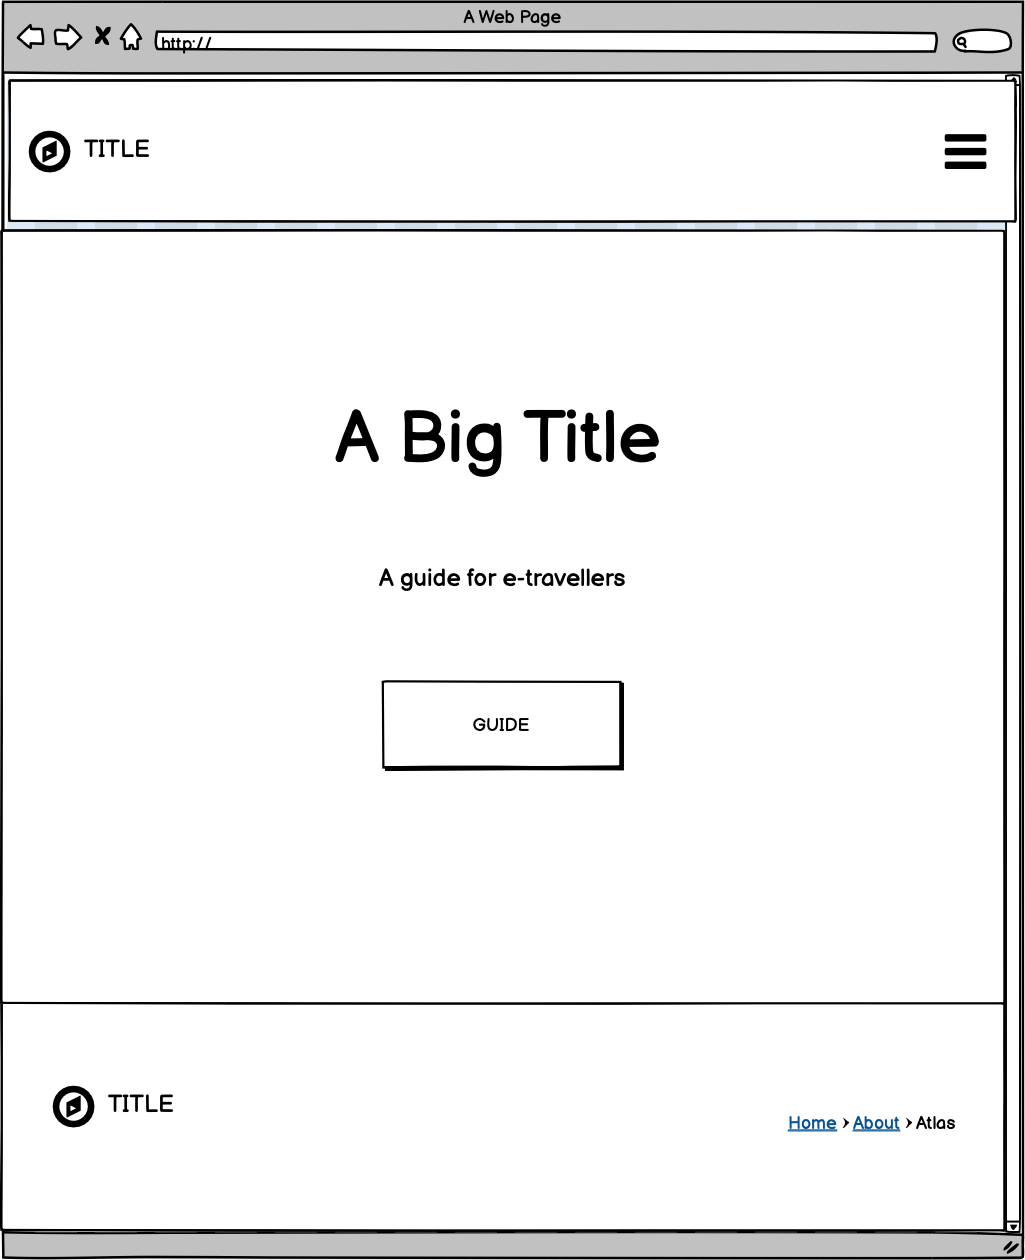 A Web Page
http://
TITLE
A Big Title
A guide for e-travellers
GUIDE
TITLE
Home > About > Atlas